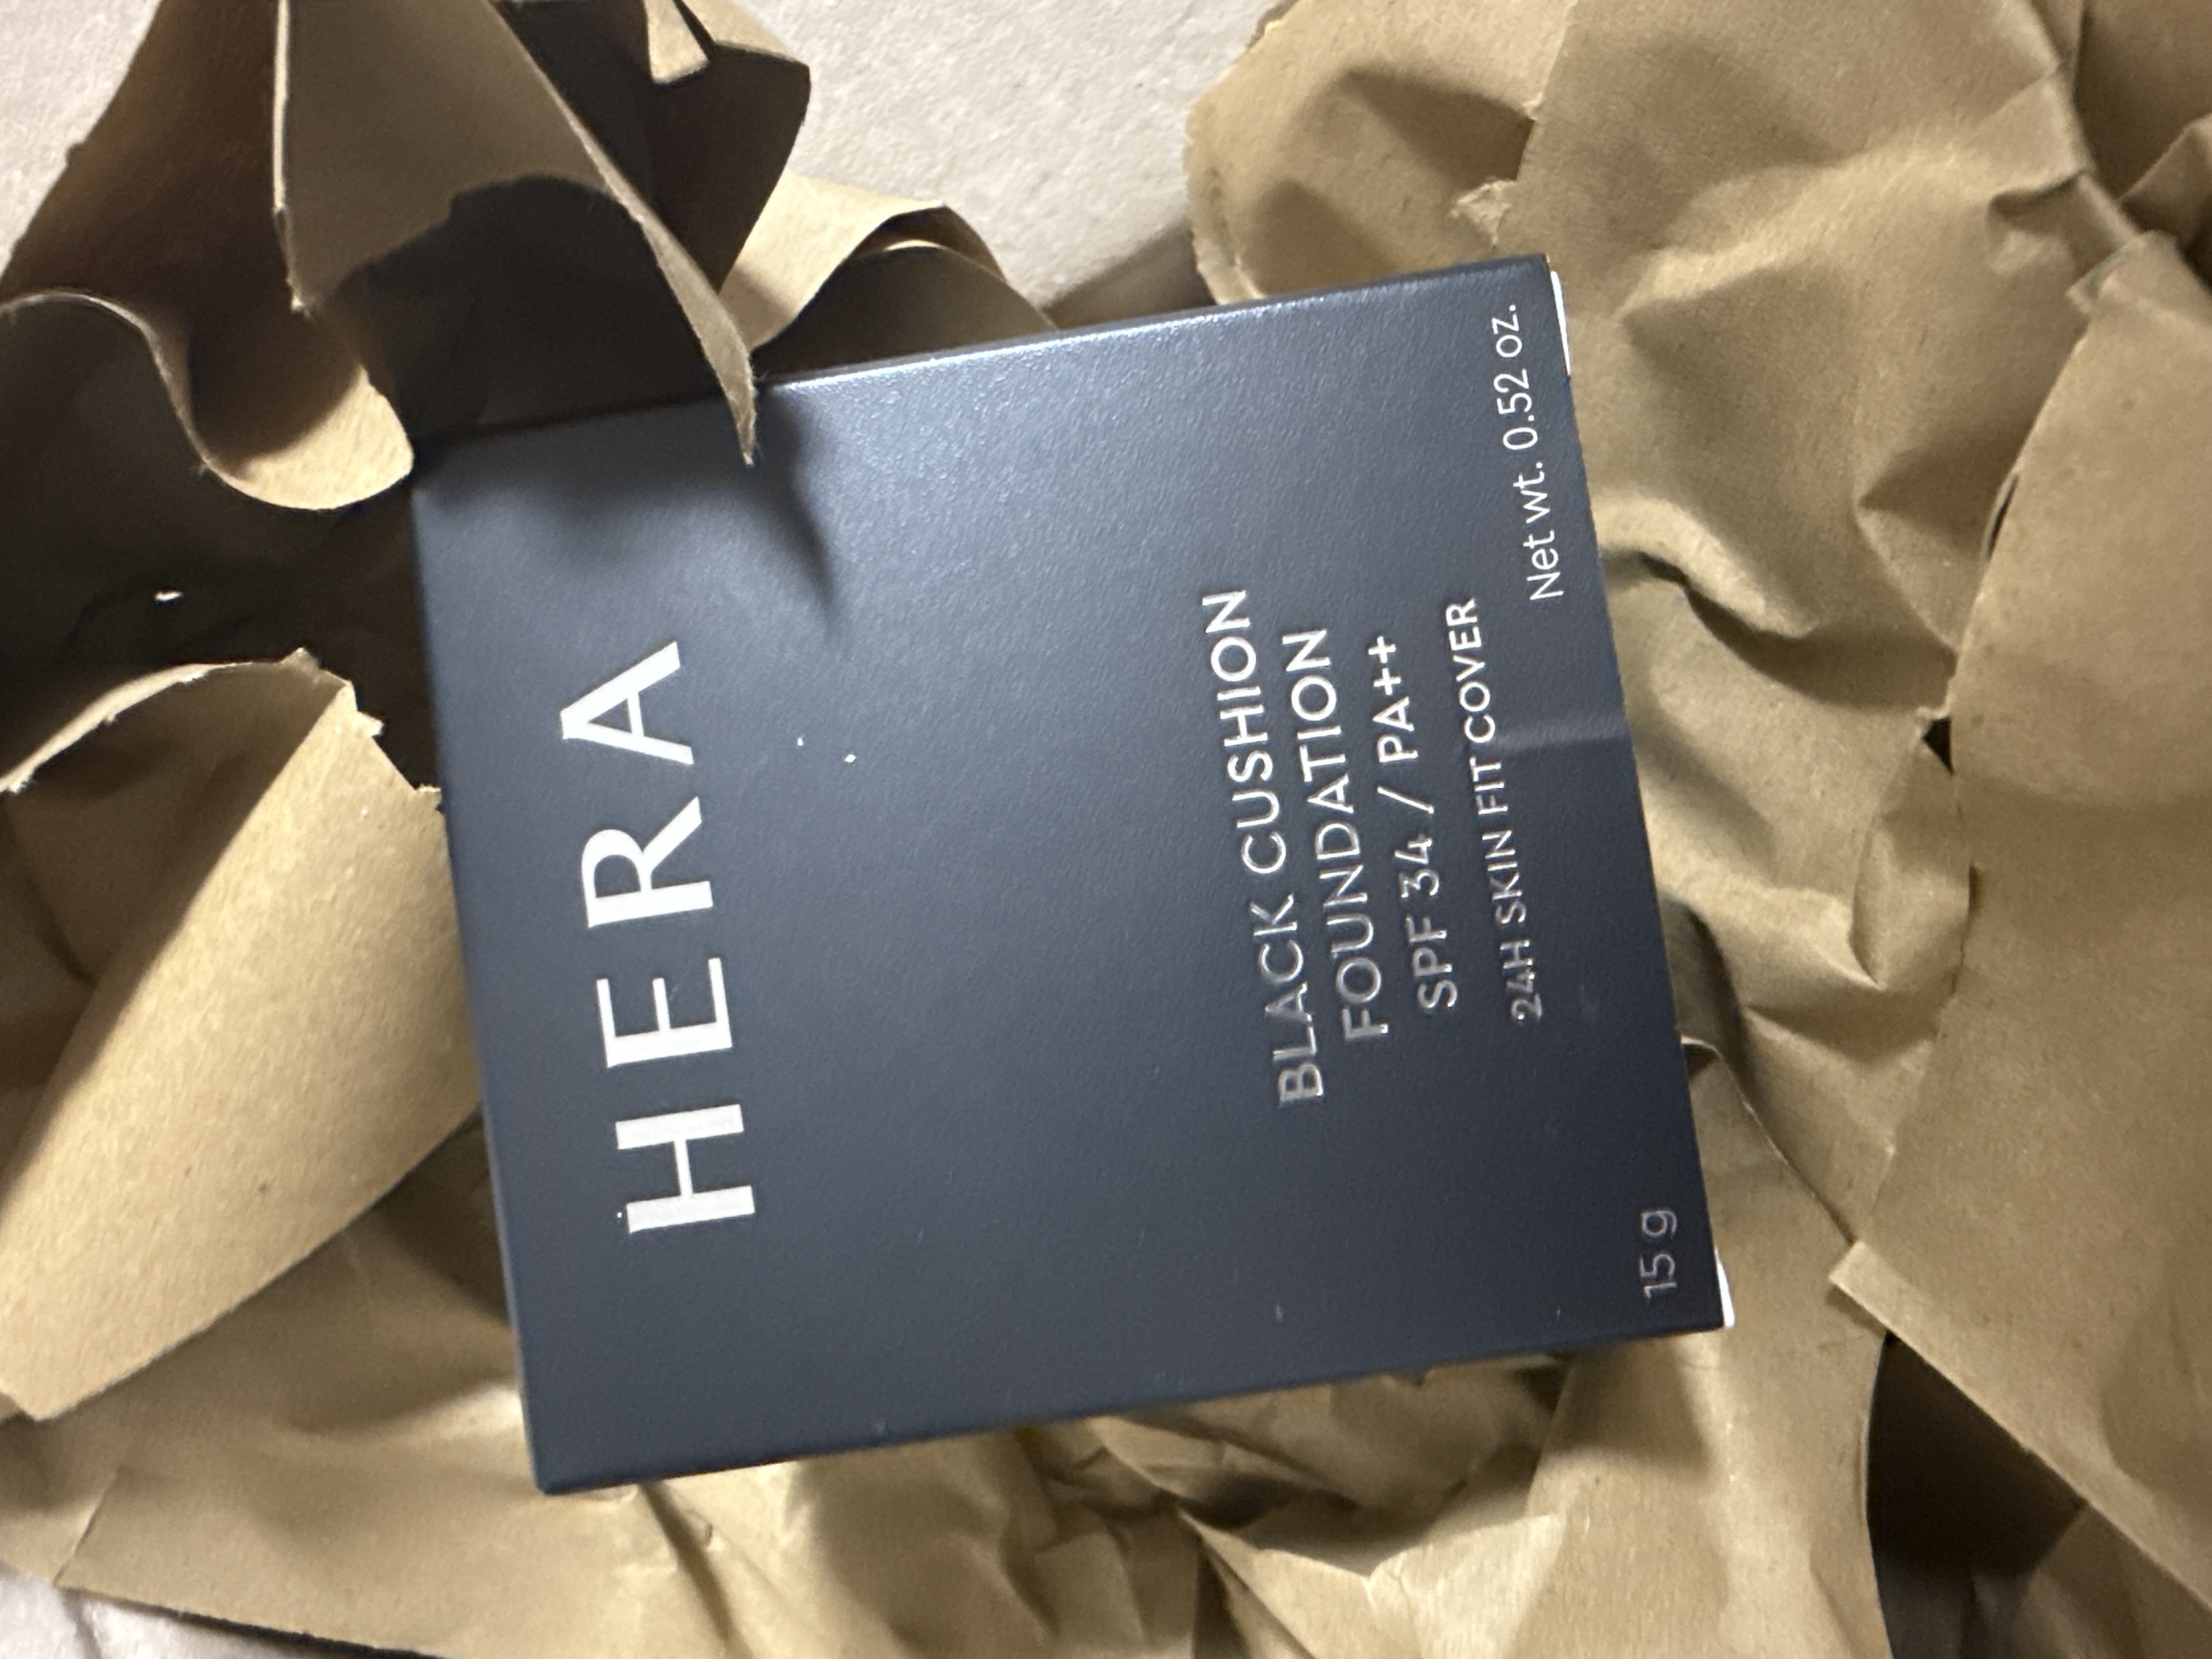 HERA
BLACK CUSHION
FOUNDATION
SPF 34 / PA++
24H SKIN FIT COVER
15 g
Net wt. 0.52 oz.